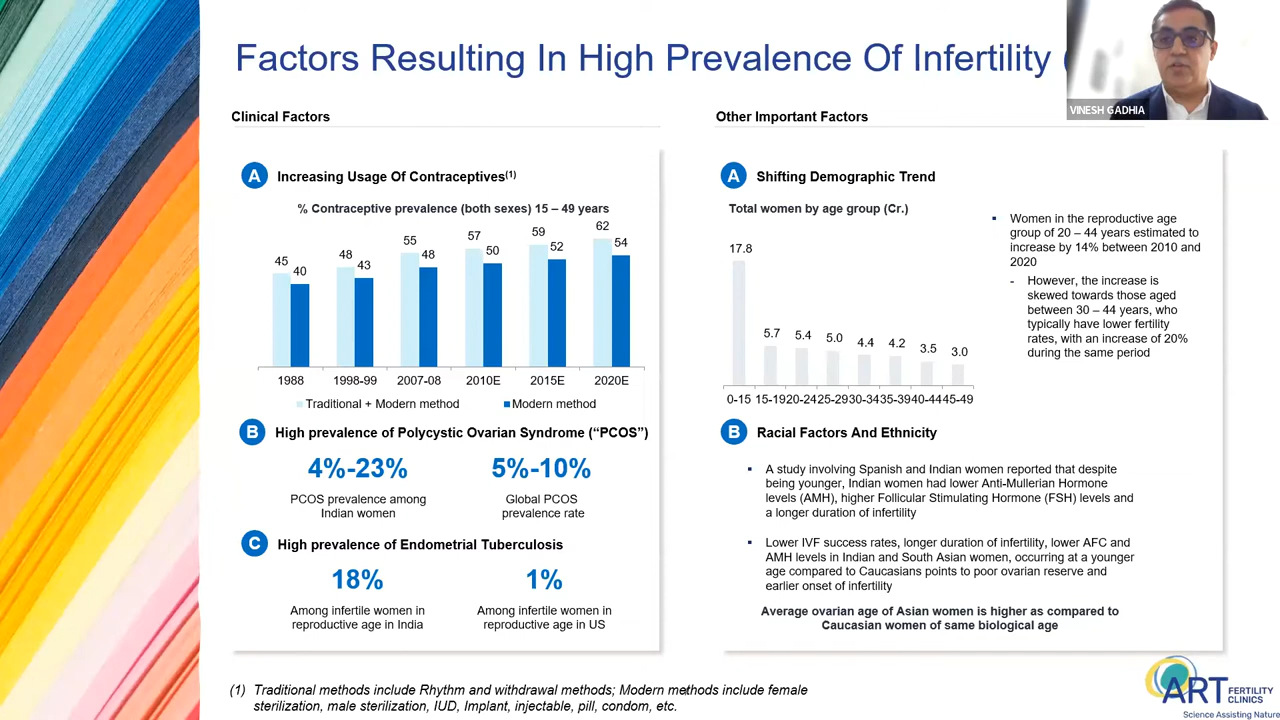 Factors Resulting In High Prevalence Of Infertility (
VINESH GADHIA
Clinical Factors
A Increasing Usage Of Contraceptives(1)
% Contraceptive prevalence (both sexes) 15 – 49 years
45 40 48 43 55 48 57 50 59 52 62 54
1988 1998-99 2007-08 2010E 2015E 2020E
Traditional + Modern method Modern method
B High prevalence of Polycystic Ovarian Syndrome (“PCOS”)
4%-23% 5%-10%
PCOS prevalence among Global PCOS
Indian women prevalence rate
C High prevalence of Endometrial Tuberculosis
18% 1%
Among infertile women in Among infertile women in
reproductive age in India reproductive age in US
Other Important Factors
A Shifting Demographic Trend
Total women by age group (Cr.)
17.8 5.7 5.4 5.0 4.4 4.2 3.5 3.0
0-15 15-19 20-24 25-29 30-34 35-39 40-44 45-49
▪ Women in the reproductive age
group of 20 – 44 years estimated to
increase by 14% between 2010 and
2020
- However, the increase is
skewed towards those aged
between 30 – 44 years, who
typically have lower fertility
rates, with an increase of 20%
during the same period
B Racial Factors And Ethnicity
▪ A study involving Spanish and Indian women reported that despite
being younger, Indian women had lower Anti-Mullerian Hormone
levels (AMH), higher Follicular Stimulating Hormone (FSH) levels and
a longer duration of infertility
▪ Lower IVF success rates, longer duration of infertility, lower AFC and
AMH levels in Indian and South Asian women, occurring at a younger
age compared to Caucasians points to poor ovarian reserve and
earlier onset of infertility
Average ovarian age of Asian women is higher as compared to
Caucasian women of same biological age
(1) Traditional methods include Rhythm and withdrawal methods; Modern methods include female
sterilization, male sterilization, IUD, Implant, injectable, pill, condom, etc.
ART FERTILITY
CLINICS
Science Assisting Nature